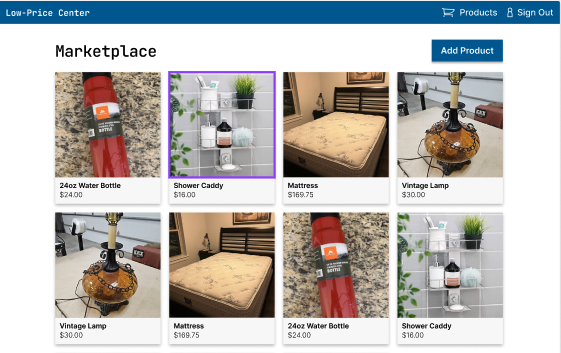 Low-Price Center
Products
Sign Out
Marketplace
Add Product
24oz Water Bottle
$24.00
Shower Caddy
$16.00
Mattress
$169.75
Vintage Lamp
$30.00
Vintage Lamp
$30.00
Mattress
$169.75
24oz Water Bottle
$24.00
Shower Caddy
$16.00